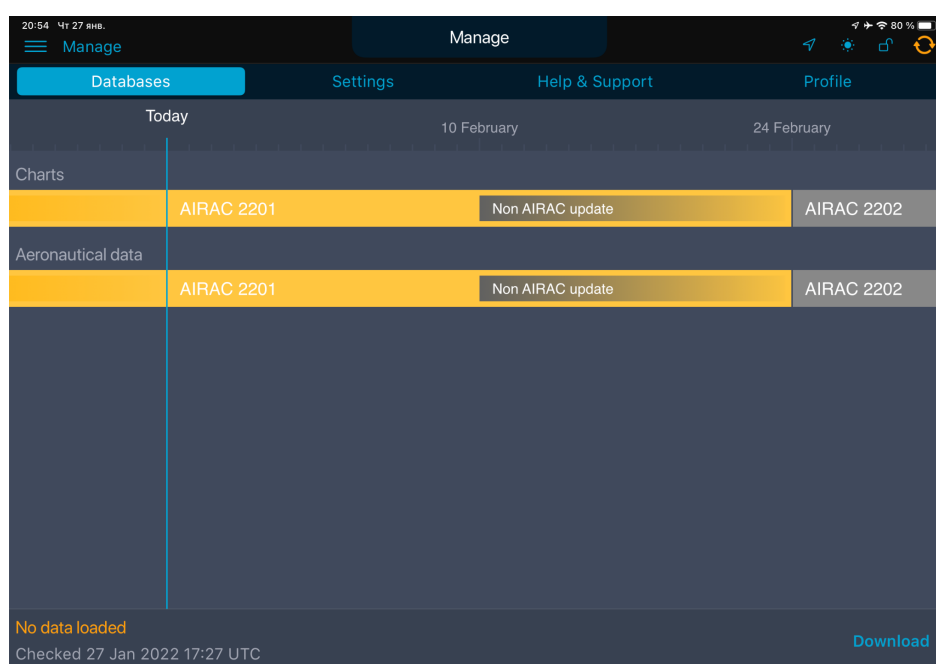 20:54 Чт 27 янв.
80 %
Manage
Manage
Databases Settings Help & Support Profile
Today 10 February 24 February
Charts
AIRAC 2201 Non AIRAC update AIRAC 2202
Aeronautical data
AIRAC 2201 Non AIRAC update AIRAC 2202
No data loaded
Checked 27 Jan 2022 17:27 UTC
Download